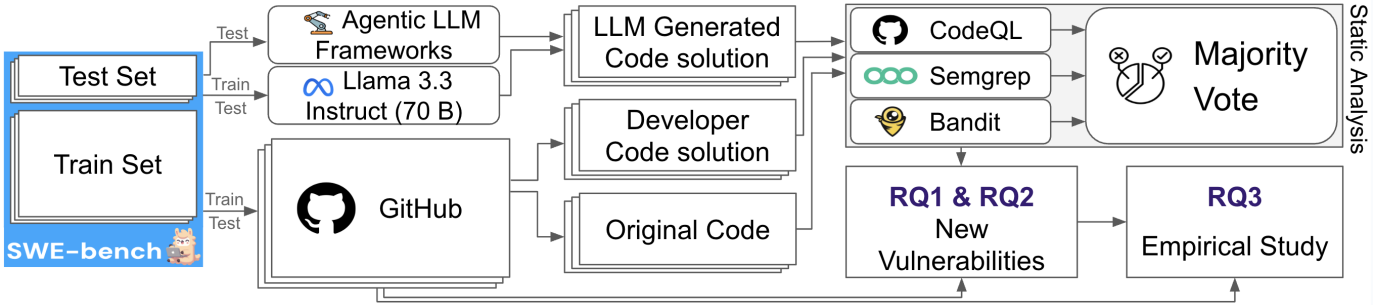 Test Set
Train Set
SWE-bench
Test
Train
Test
Train
Test
Agentic LLM
Frameworks
Llama 3.3
Instruct (70 B)
GitHub
LLM Generated
Code solution
Developer
Code solution
Original Code
CodeQL
Semgrep
Bandit
Majority
Vote
Static Analysis
RQ1 & RQ2
New
Vulnerabilities
RQ3
Empirical Study